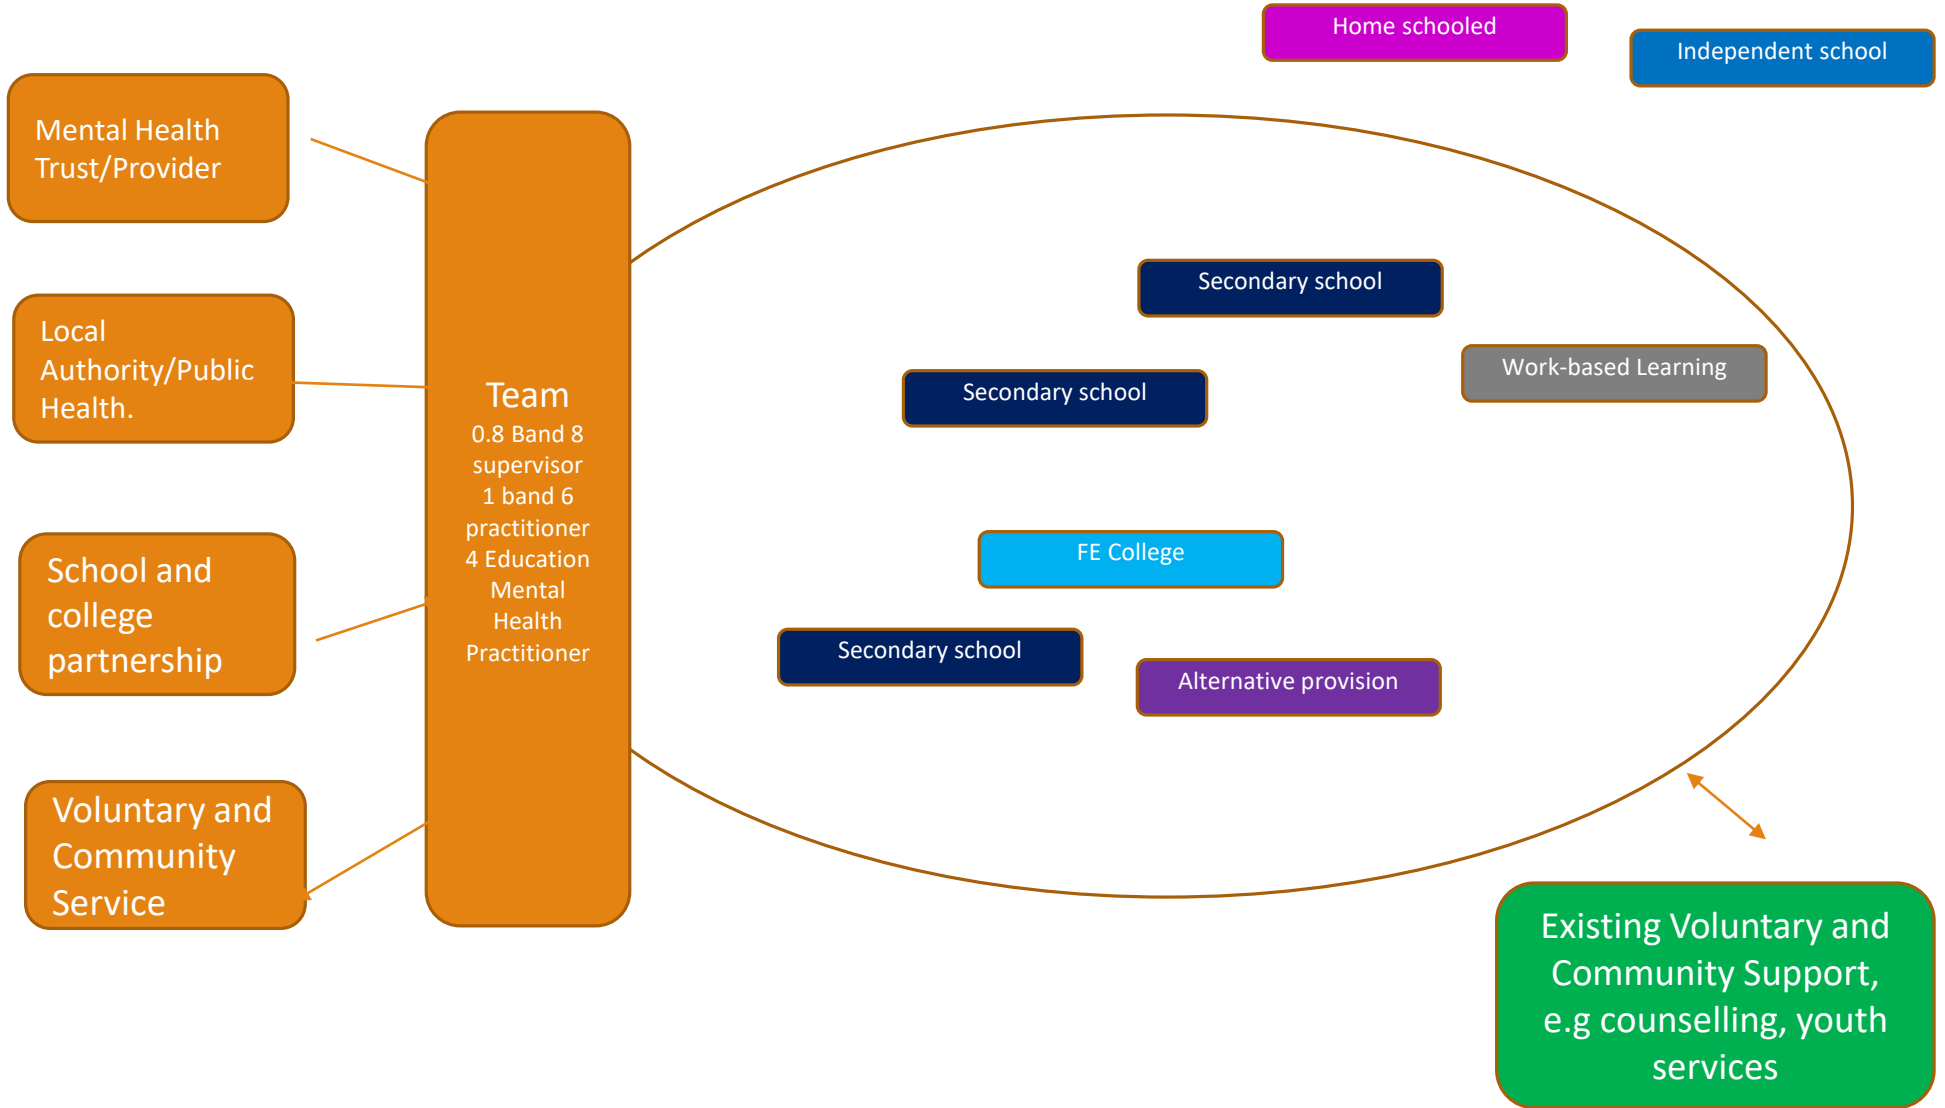 Home schooled
Independent school
Mental Health
Trust/Provider
Local
Authority/Public
Health.
School and
college
partnership
Voluntary and
Community
Service
Team
0.8 Band 8
supervisor
1 band 6
practitioner
4 Education
Mental
Health
Practitioner
Secondary school
Work-based Learning
Secondary school
FE College
Secondary school
Alternative provision
Existing Voluntary and
Community Support,
e.g counselling, youth
services